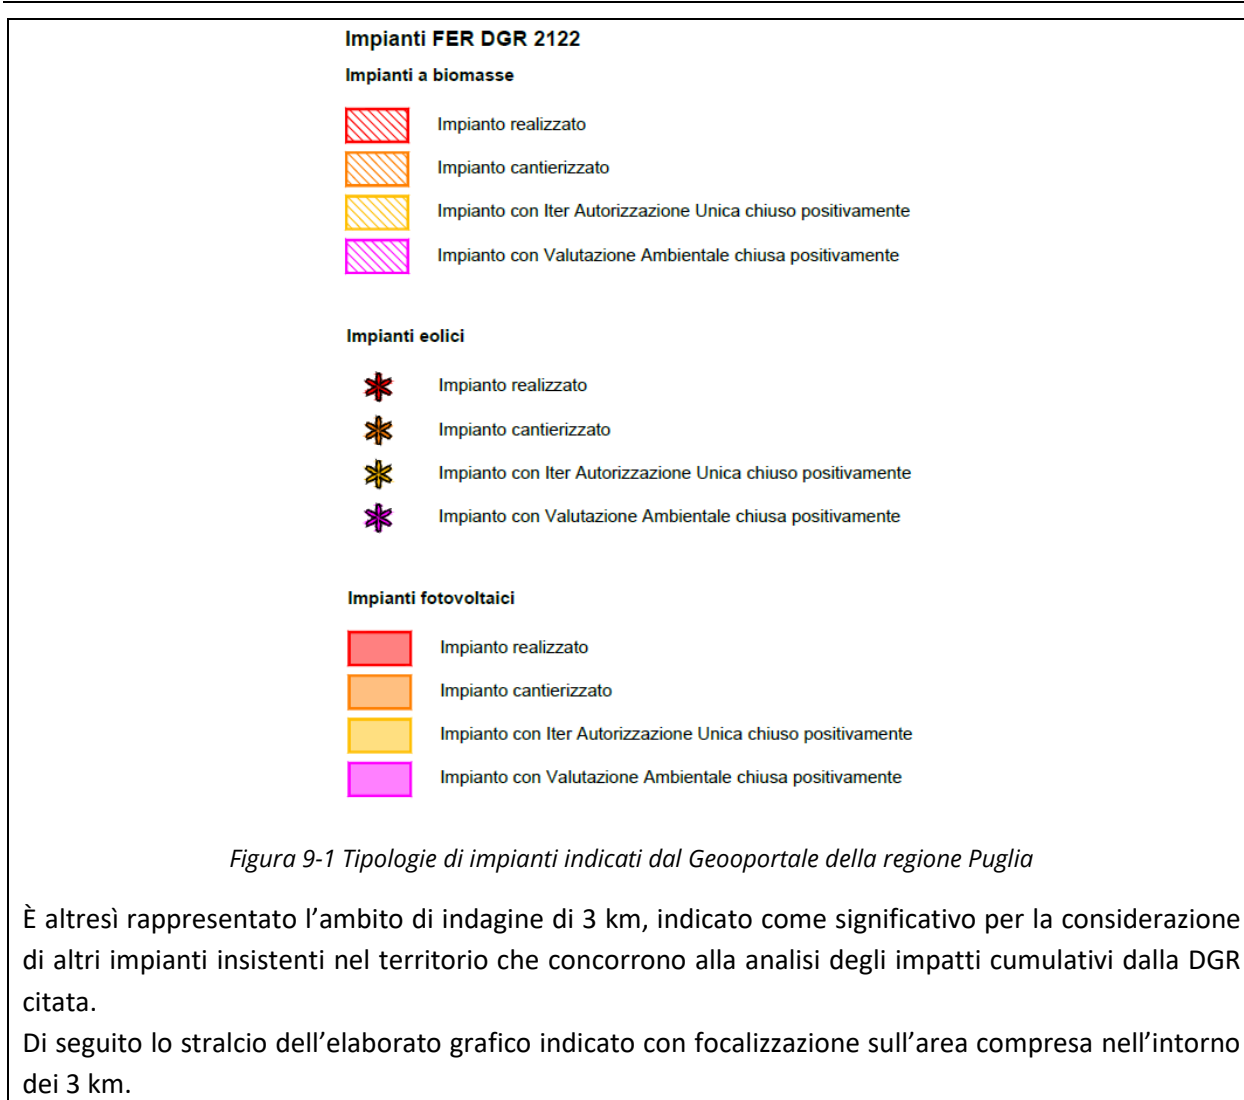 Impianti FER DGR 2122
Impianti a biomasse
Impianto realizzato
Impianto cantierizzato
Impianto con Iter Autorizzazione Unica chiuso positivamente
Impianto con Valutazione Ambientale chiusa positivamente
Impianti eolici
Impianto realizzato
Impianto cantierizzato
Impianto con Iter Autorizzazione Unica chiuso positivamente
Impianto con Valutazione Ambientale chiusa positivamente
Impianti fotovoltaici
Impianto realizzato
Impianto cantierizzato
Impianto con Iter Autorizzazione Unica chiuso positivamente
Impianto con Valutazione Ambientale chiusa positivamente
Figura 9-1 Tipologie di impianti indicati dal Geooportale della regione Puglia
È altresì rappresentato l’ambito di indagine di 3 km, indicato come significativo per la considerazione
di altri impianti insistenti nel territorio che concorrono alla analisi degli impatti cumulativi dalla DGR
citata.
Di seguito lo stralcio dell’elaborato grafico indicato con focalizzazione sull’area compresa nell’intorno
dei 3 km.